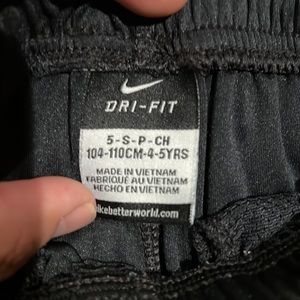 DRI-FIT
5-S-P-CH
104-110CM-4-5YRS
MADE IN VIETNAM
FABRIQUÉ AU VIETNAM
HECHO EN VIETNAM
ikebetterworld.com